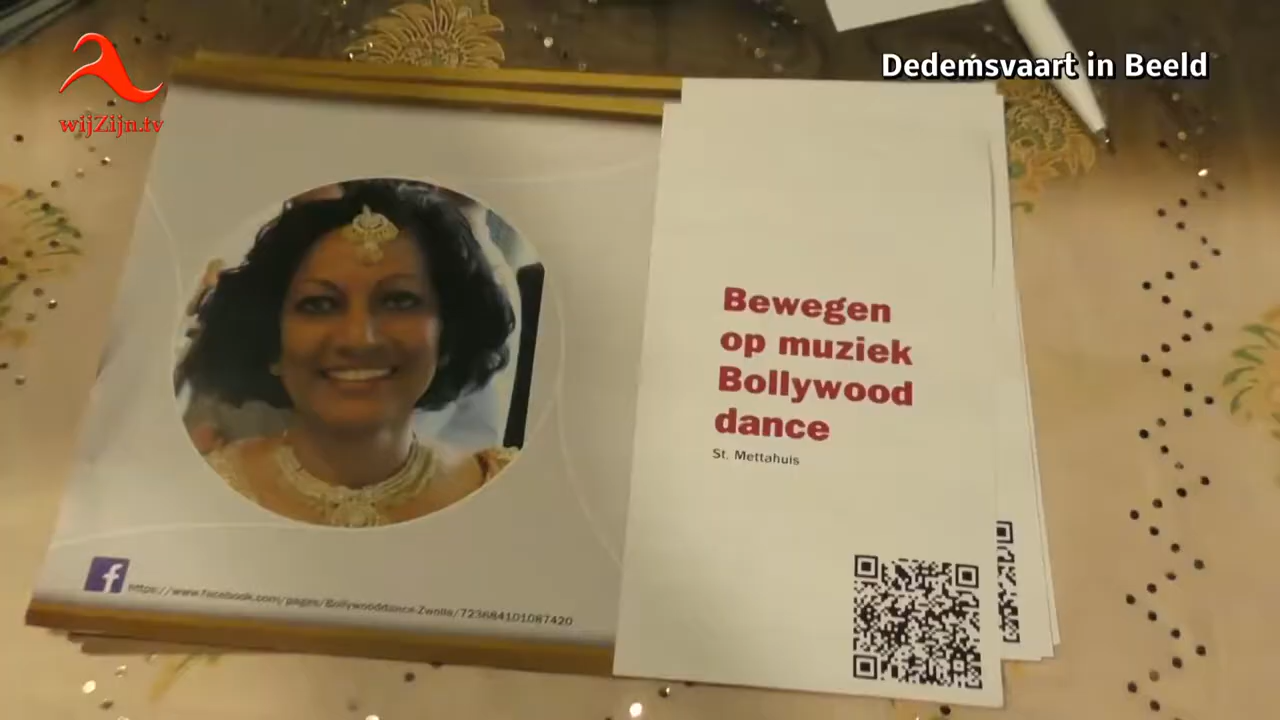 wijZijn.tv
Dedemsvaart in Beeld
Bewegen
op muziek
Bollywood
dance
St. Mettahuis
f
https://www.facebook.com/pages/Bollywooddance-Zwolle/723684101087420